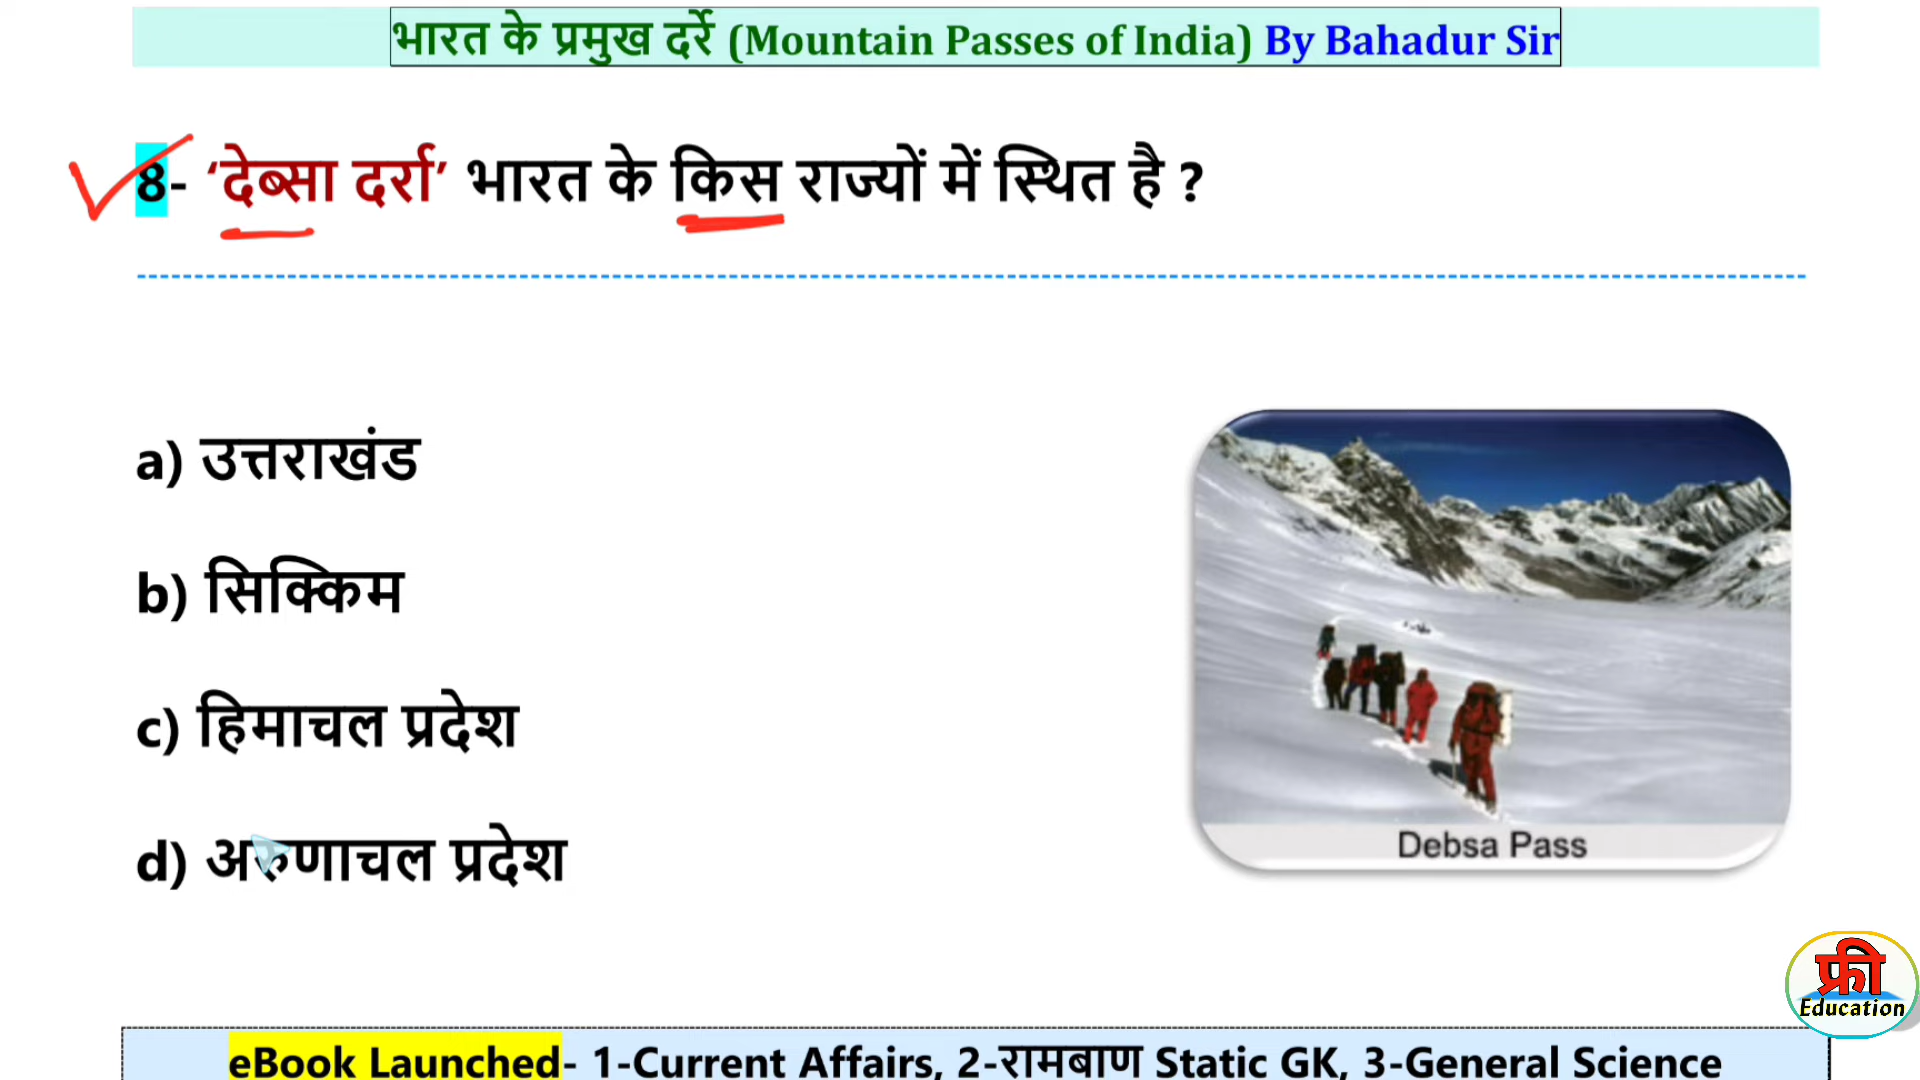 भारत के प्रमुख दर्रे (Mountain Passes of India) By Bahadur Sir
8- ‘देब्सा दर्रा’ भारत के किस राज्यों में स्थित है ?
a) उत्तराखंड
b) सिक्किम
c) हिमाचल प्रदेश
d) अरुणाचल प्रदेश
Debsa Pass
फ्री
Education
eBook Launched- 1-Current Affairs, 2-रामबाण Static GK, 3-General Science